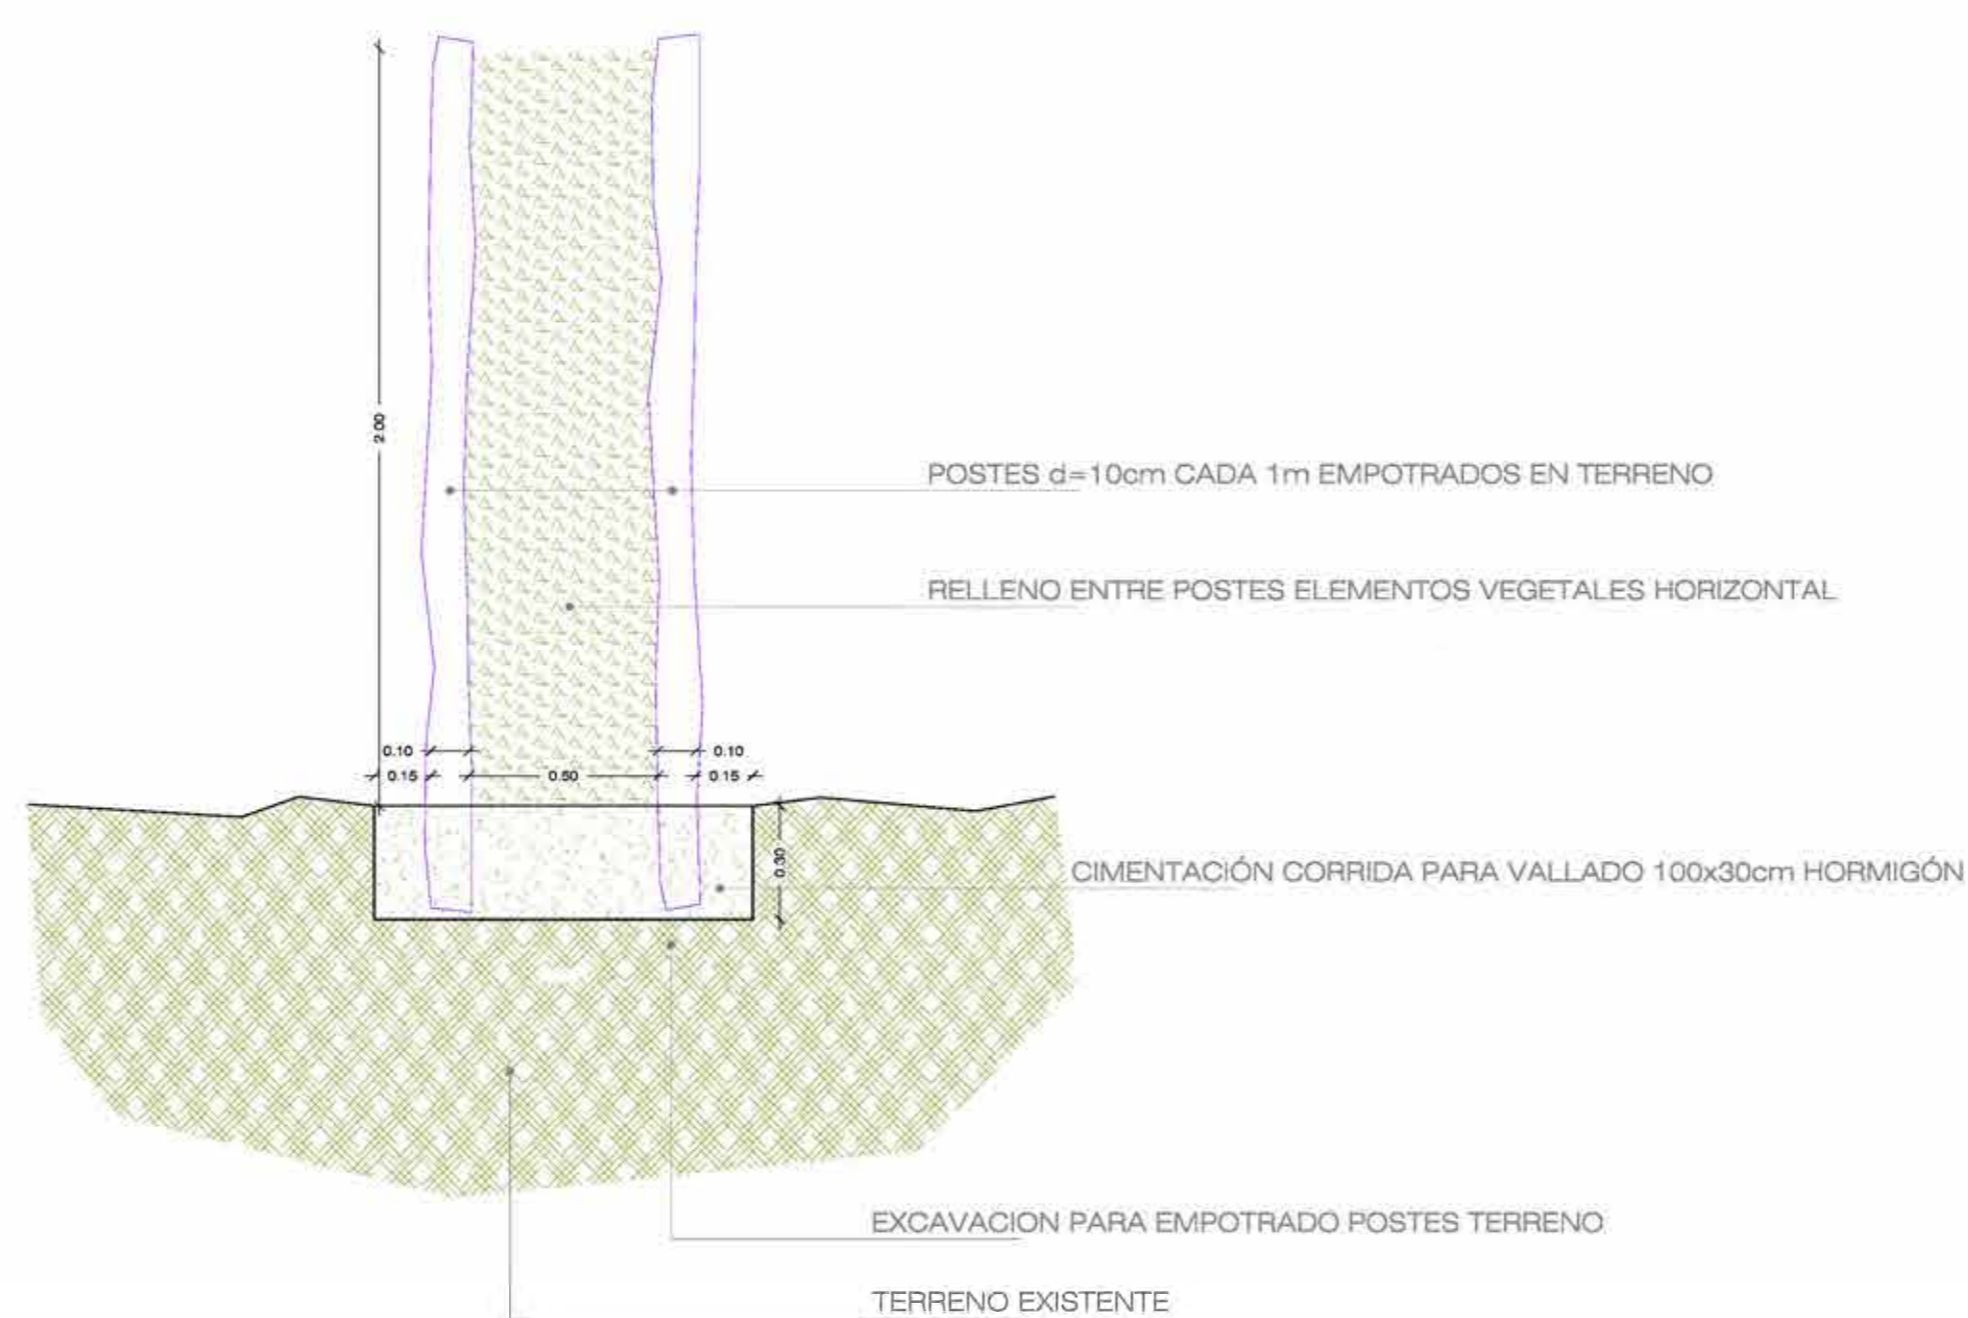 2.00
POSTES d=10cm CADA 1m EMPOTRADOS EN TERRENO
RELLENO ENTRE POSTES ELEMENTOS VEGETALES HORIZONTAL
0.10
0.10
0.15
0.50
0.15
0.30
CIMENTACIÓN CORRIDA PARA VALLADO 100x30cm HORMIGÓN
EXCAVACION PARA EMPOTRADO POSTES TERRENO
TERRENO EXISTENTE